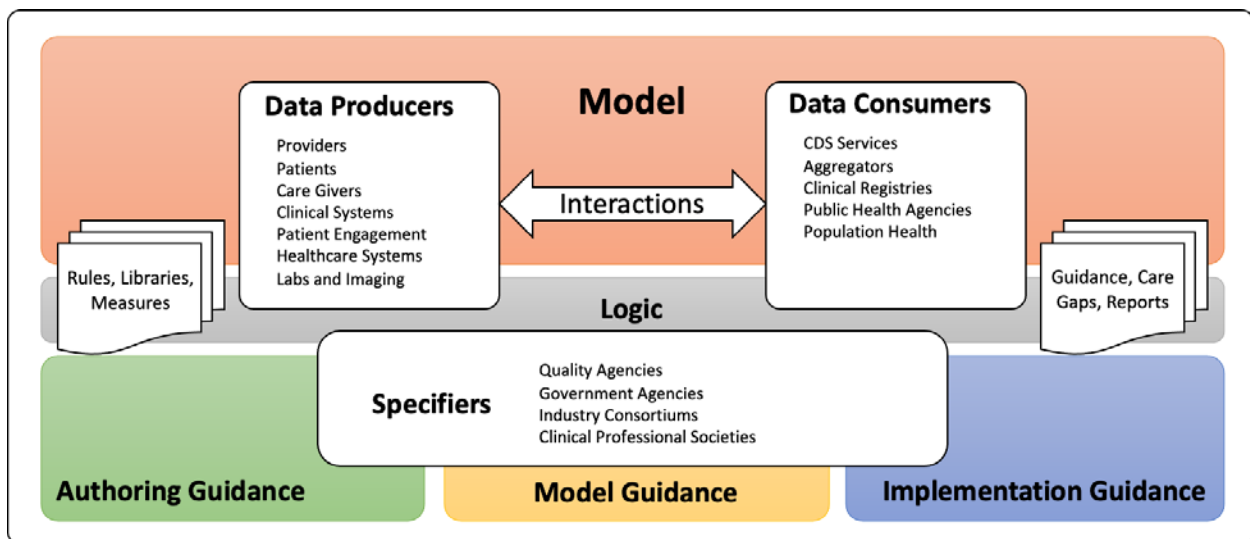 Model
Data Producers
Providers
Patients
Care Givers
Clinical Systems
Patient Engagement
Healthcare Systems
Labs and Imaging
Interactions
Data Consumers
CDS Services
Aggregators
Clinical Registries
Public Health Agencies
Population Health
Rules, Libraries,
Measures
Guidance, Care
Gaps, Reports
Logic
Specifiers
Quality Agencies
Government Agencies
Industry Consortiums
Clinical Professional Societies
Authoring Guidance
Model Guidance
Implementation Guidance